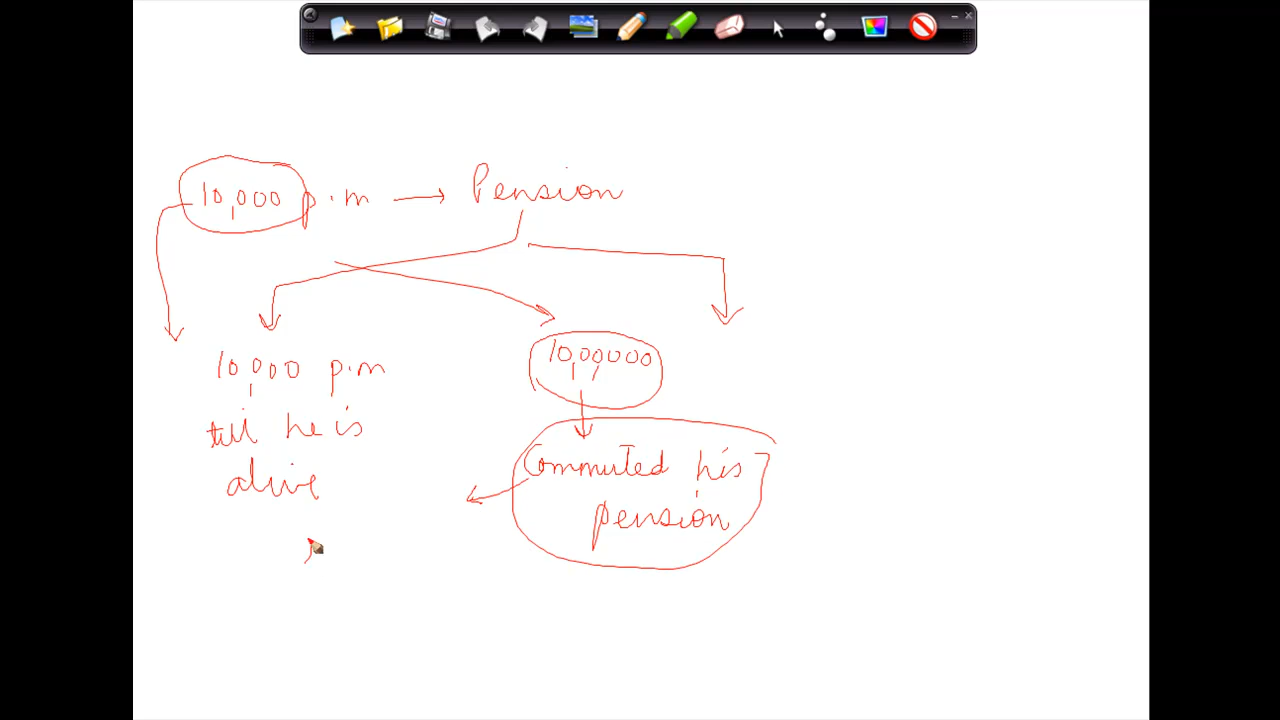 10,000 p.m → Pension
10,000 p.m
till he is
alive
10,00,000
Commuted his
pension